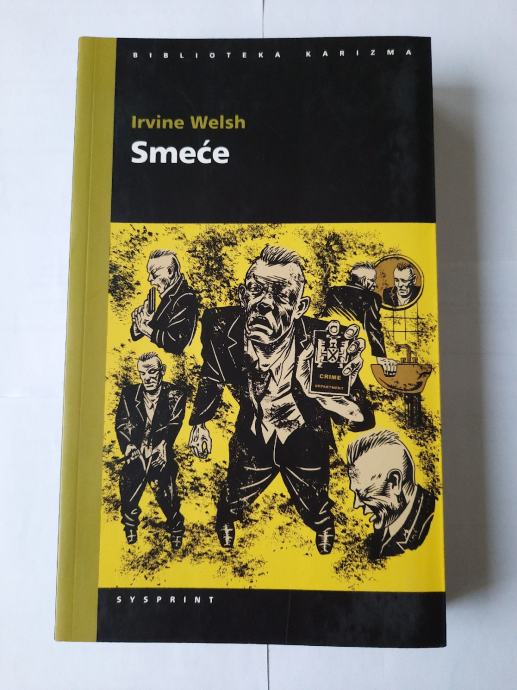 BIBLIOTEKA KARIZMA
Irvine Welsh
Smeće
CRIME
DEPARTMENT
SYSPRINT